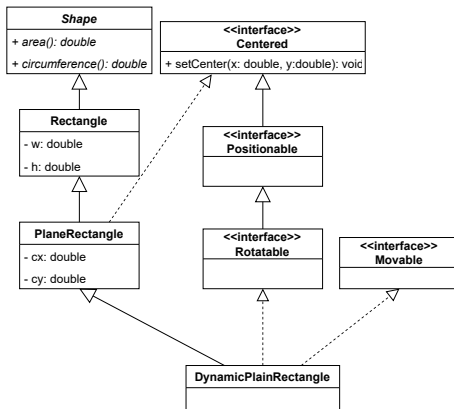 Shape
+ area(): double
+ circumference(): double
<<interface>>
Centered
+ setCenter(x: double, y:double): void
Rectangle
- w: double
- h: double
<<interface>>
Positionable
PlaneRectangle
- cx: double
- cy: double
<<interface>>
Rotatable
<<interface>>
Movable
DynamicPlainRectangle